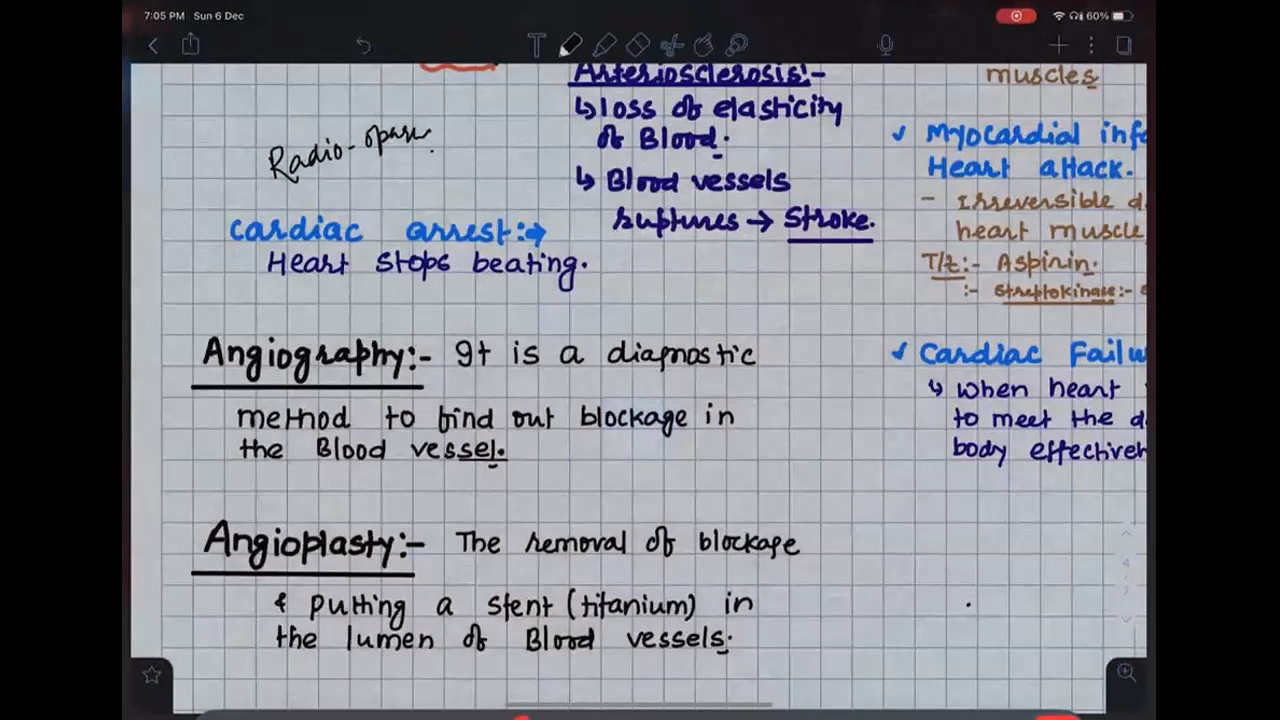 7:05 PM Sun 6 Dec
60%
T
Arteriosclerosis:-
↳ loss of elasticity
of Blood.
↳ Blood vessels
ruptures → Stroke.
Radio-
cardiac arrest:→
Heart stops beating.
Angiography:- It is a diagnostic
method to find out blockage in
the Blood vessel.
Angioplasty:- The removal of blockage
& putting a stent (titanium) in
the lumen of Blood vessels.
muscles
✓ Myocardial info
Heart attack.
- Irreversible d
heart muscle
T/t:- Aspirin.
:- Streptokinase:-
✓ Cardiac Failu
↳ when heart
to meet the d
body effectivel